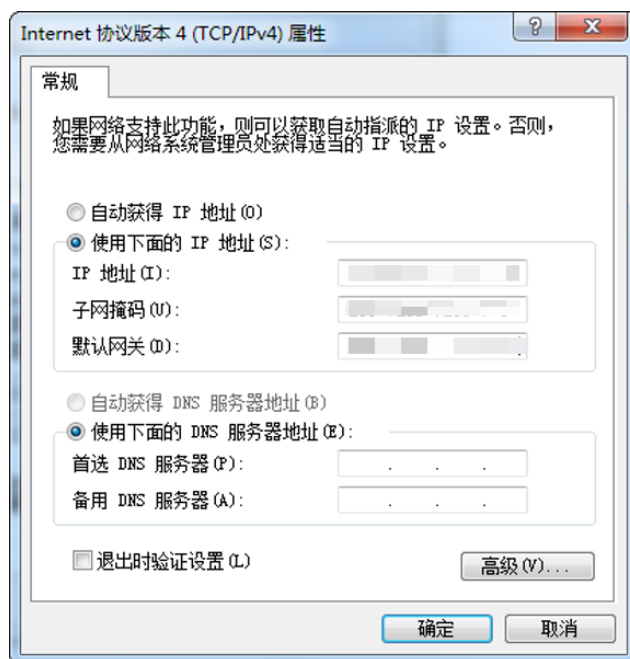 Internet 协议版本 4 (TCP/IPv4) 属性
常规
如果网络支持此功能，则可以获取自动指派的 IP 设置。否则，
您需要从网络系统管理员处获得适当的 IP 设置。
自动获得 IP 地址(O)
使用下面的 IP 地址(S):
IP 地址(I):
子网掩码(U):
默认网关(D):
自动获得 DNS 服务器地址(B)
使用下面的 DNS 服务器地址(E):
首选 DNS 服务器(P):
备用 DNS 服务器(A):
退出时验证设置(L)
高级(V)...
确定
取消